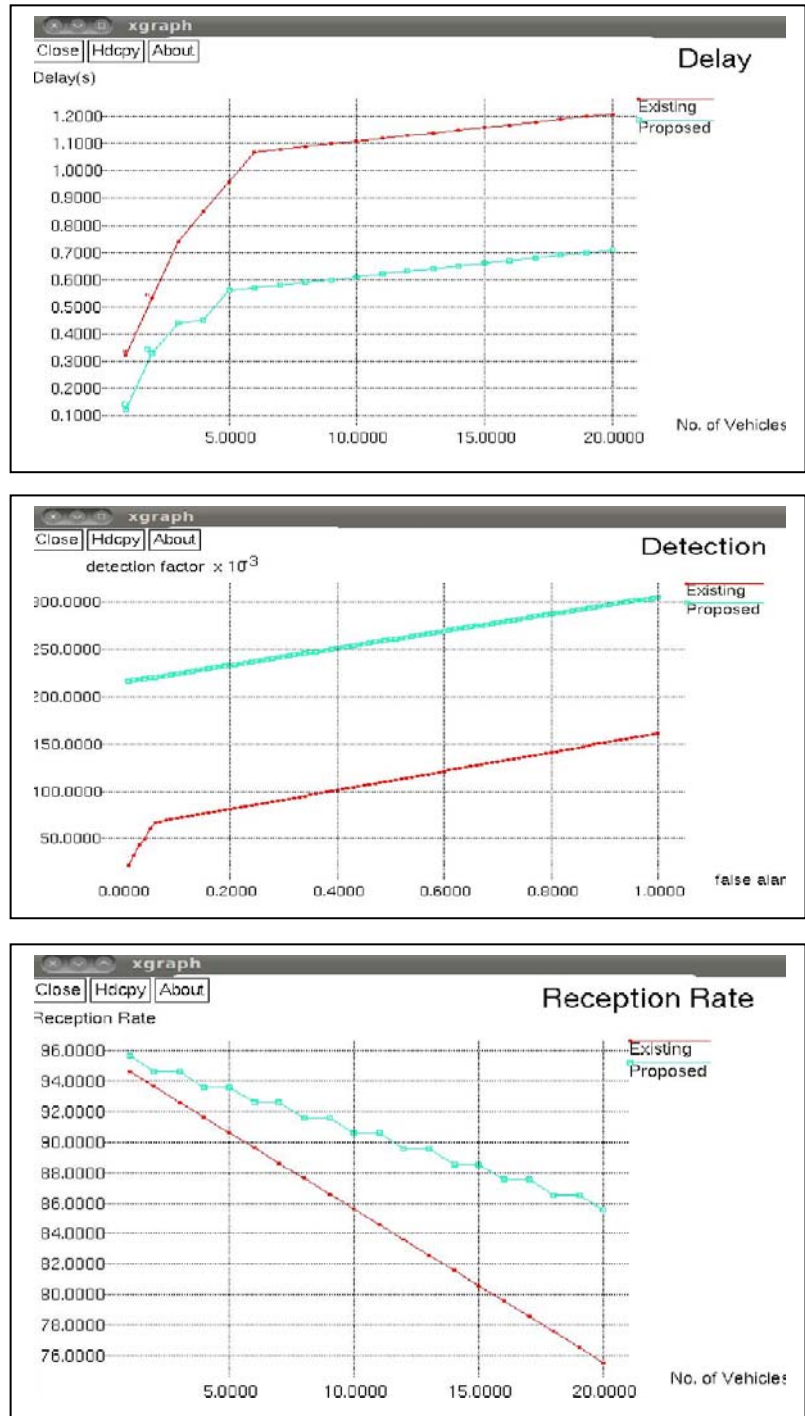 xgraph
Close Hdcpy About
Delay
Delay(s)
Existing
Proposed
1.2000
1.1000
1.0000
0.9000
0.8000
0.7000
0.6000
0.5000
0.4000
0.3000
0.2000
0.1000
5.0000 10.0000 15.0000 20.0000
No. of Vehicles
xgraph
Close Hdcpy About
Detection
detection factor x 10-3
Existing
Proposed
300.0000
250.0000
200.0000
150.0000
100.0000
50.0000
0.0000 0.2000 0.4000 0.6000 0.8000 1.0000
false alar
xgraph
Close Hdcpy About
Reception Rate
Reception Rate
Existing
Proposed
96.0000
94.0000
92.0000
90.0000
88.0000
86.0000
84.0000
82.0000
80.0000
78.0000
76.0000
5.0000 10.0000 15.0000 20.0000
No. of Vehicles